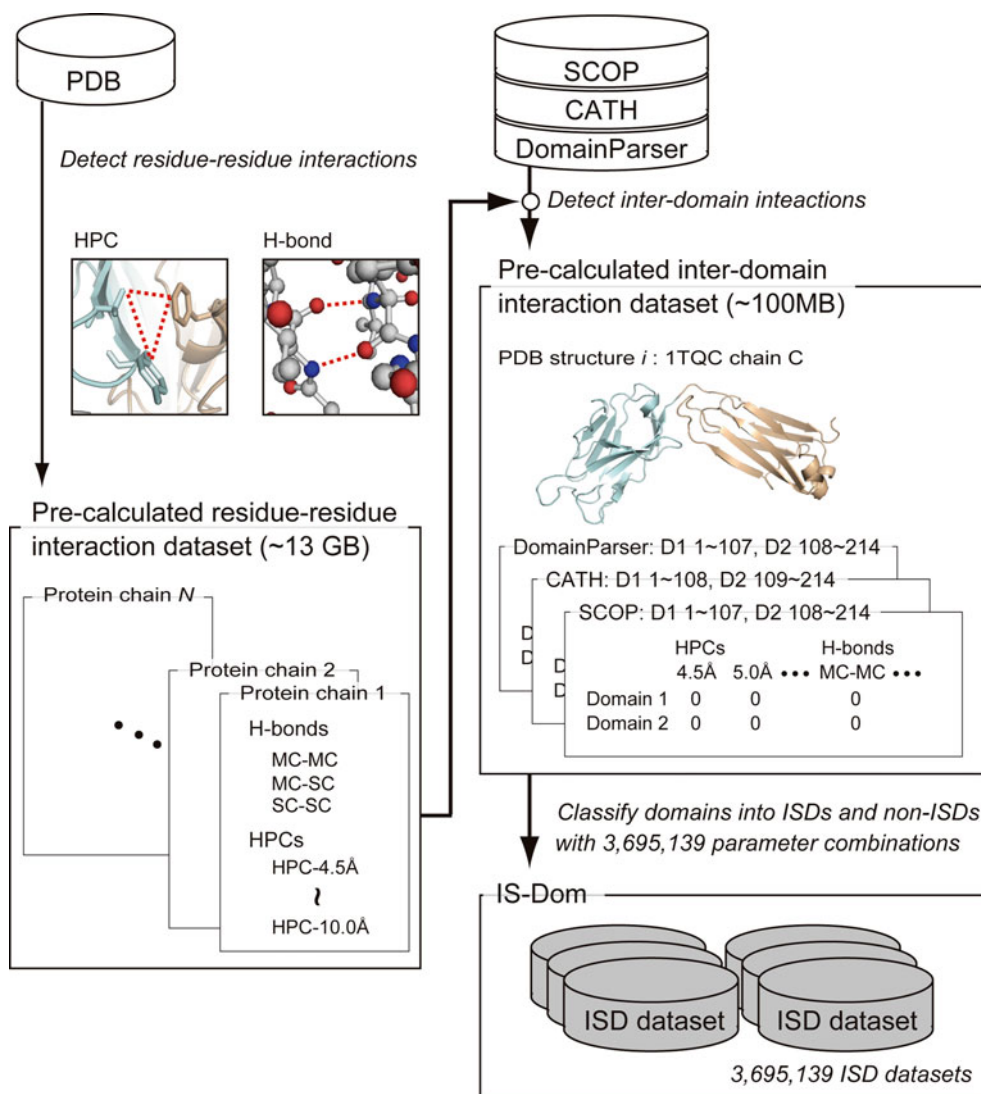 PDB
Detect residue-residue interactions
HPC
H-bond
Pre-calculated residue-residue
interaction dataset (~13 GB)
Protein chain N
Protein chain 2
Protein chain 1
H-bonds
MC-MC
MC-SC
SC-SC
HPCs
HPC-4.5Å
~
HPC-10.0Å
SCOP
CATH
DomainParser
Detect inter-domain inteactions
Pre-calculated inter-domain
interaction dataset (~100MB)
PDB structure i : 1TQC chain C
DomainParser: D1 1~107, D2 108~214
CATH: D1 1~108, D2 109~214
SCOP: D1 1~107, D2 108~214
D
D
D
D
HPCs H-bonds
4.5Å 5.0Å ••• MC-MC •••
Domain 1 0 0 0
Domain 2 0 0 0
Classify domains into ISDs and non-ISDs
with 3,695,139 parameter combinations
IS-Dom
ISD dataset ISD dataset
3,695,139 ISD datasets